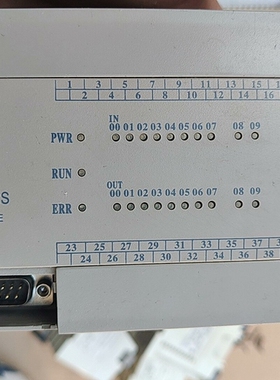 1 3 5 7 9 11 13 15
2 4 6 8 10 12 14 16
IN
00 01 02 03 04 05 06 07 08 09
PWR
RUN
S
OUT
00 01 02 03 04 05 06 07 08 09
E
ERR
23 25 27 29 31 33 35 37
24 26 28 30 32 34 36 38